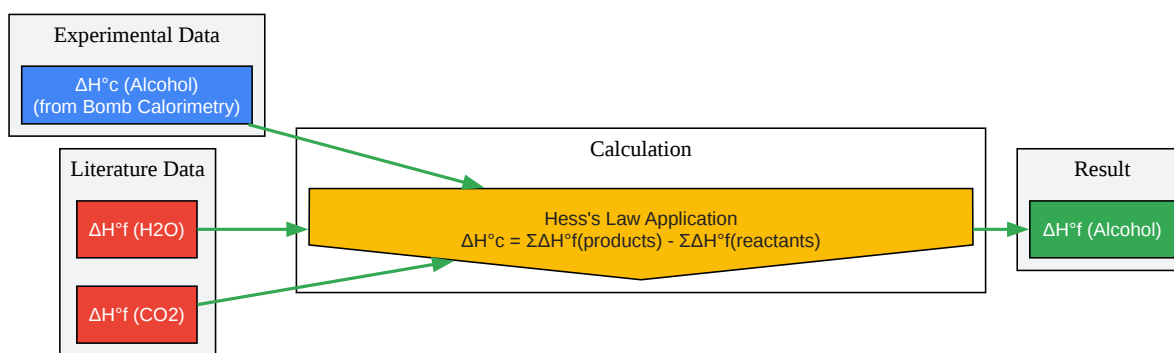 Experimental Data
ΔH°c (Alcohol)
(from Bomb Calorimetry)
Literature Data
ΔH°f (H2O)
ΔH°f (CO2)
Calculation
Hess's Law Application
ΔH°c = ΣΔH°f(products) - ΣΔH°f(reactants)
Result
ΔH°f (Alcohol)